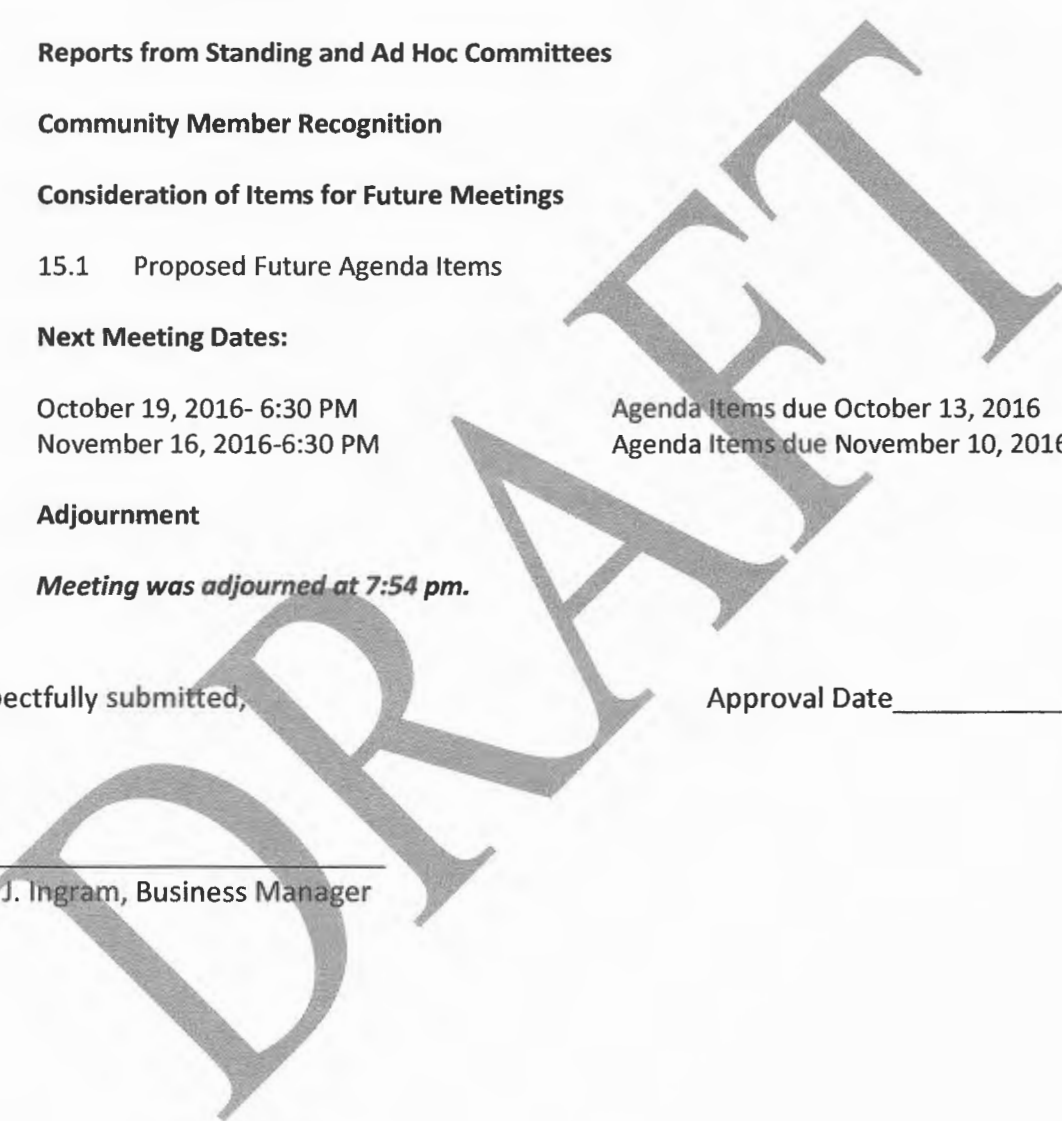 Reports from Standing and Ad Hoc Committees
Community Member Recognition
Consideration of Items for Future Meetings
15.1 Proposed Future Agenda Items
Next Meeting Dates:
October 19, 2016- 6:30 PM Agenda Items due October 13, 2016
November 16, 2016-6:30 PM Agenda Items due November 10, 2016
Adjournment
Meeting was adjourned at 7:54 pm.
pectfully submitted, Approval Date
J. Ingram, Business Manager
DRAFT